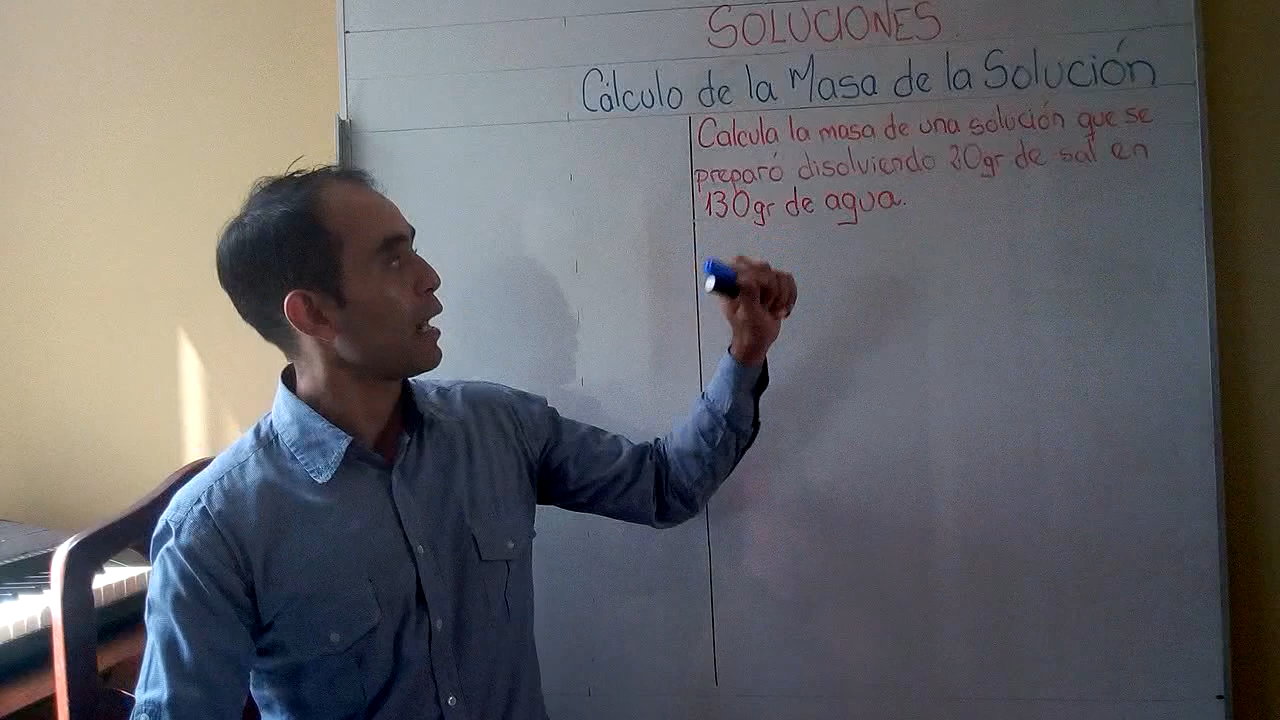 SOLUCIONES
Cálculo de la Masa de la Solución
Calcula la masa de una solución que se
preparó disolviendo 20gr de sal en
130gr de agua.